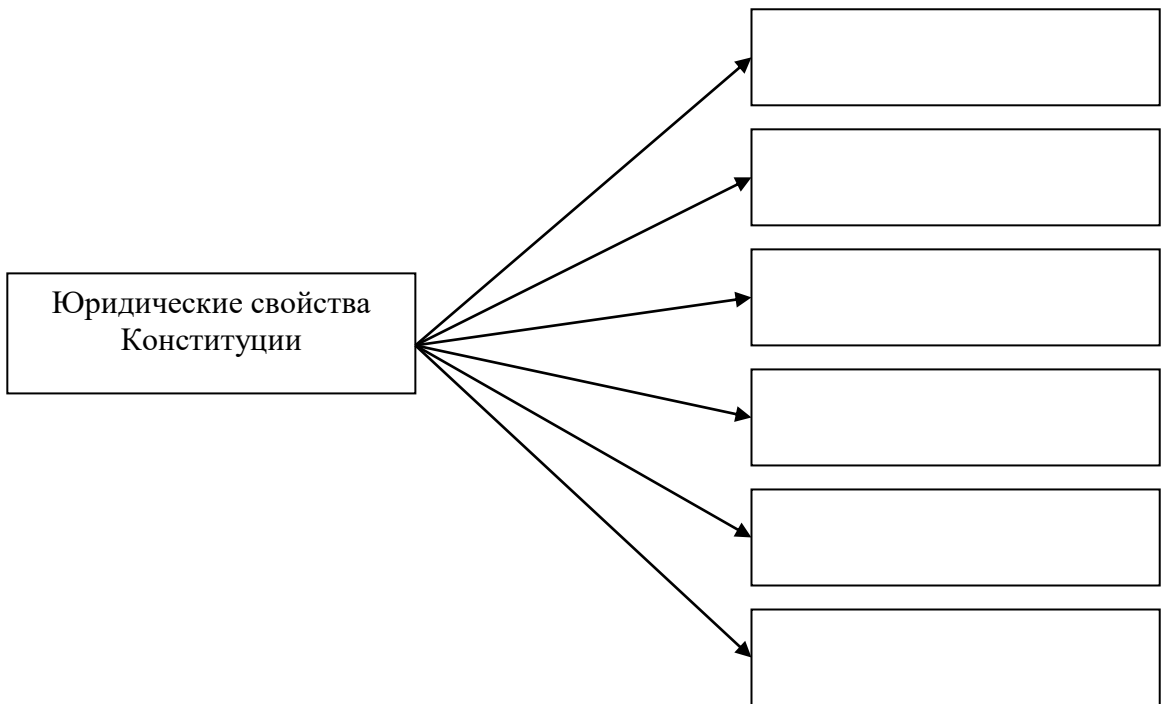 Юридические свойства
Конституции